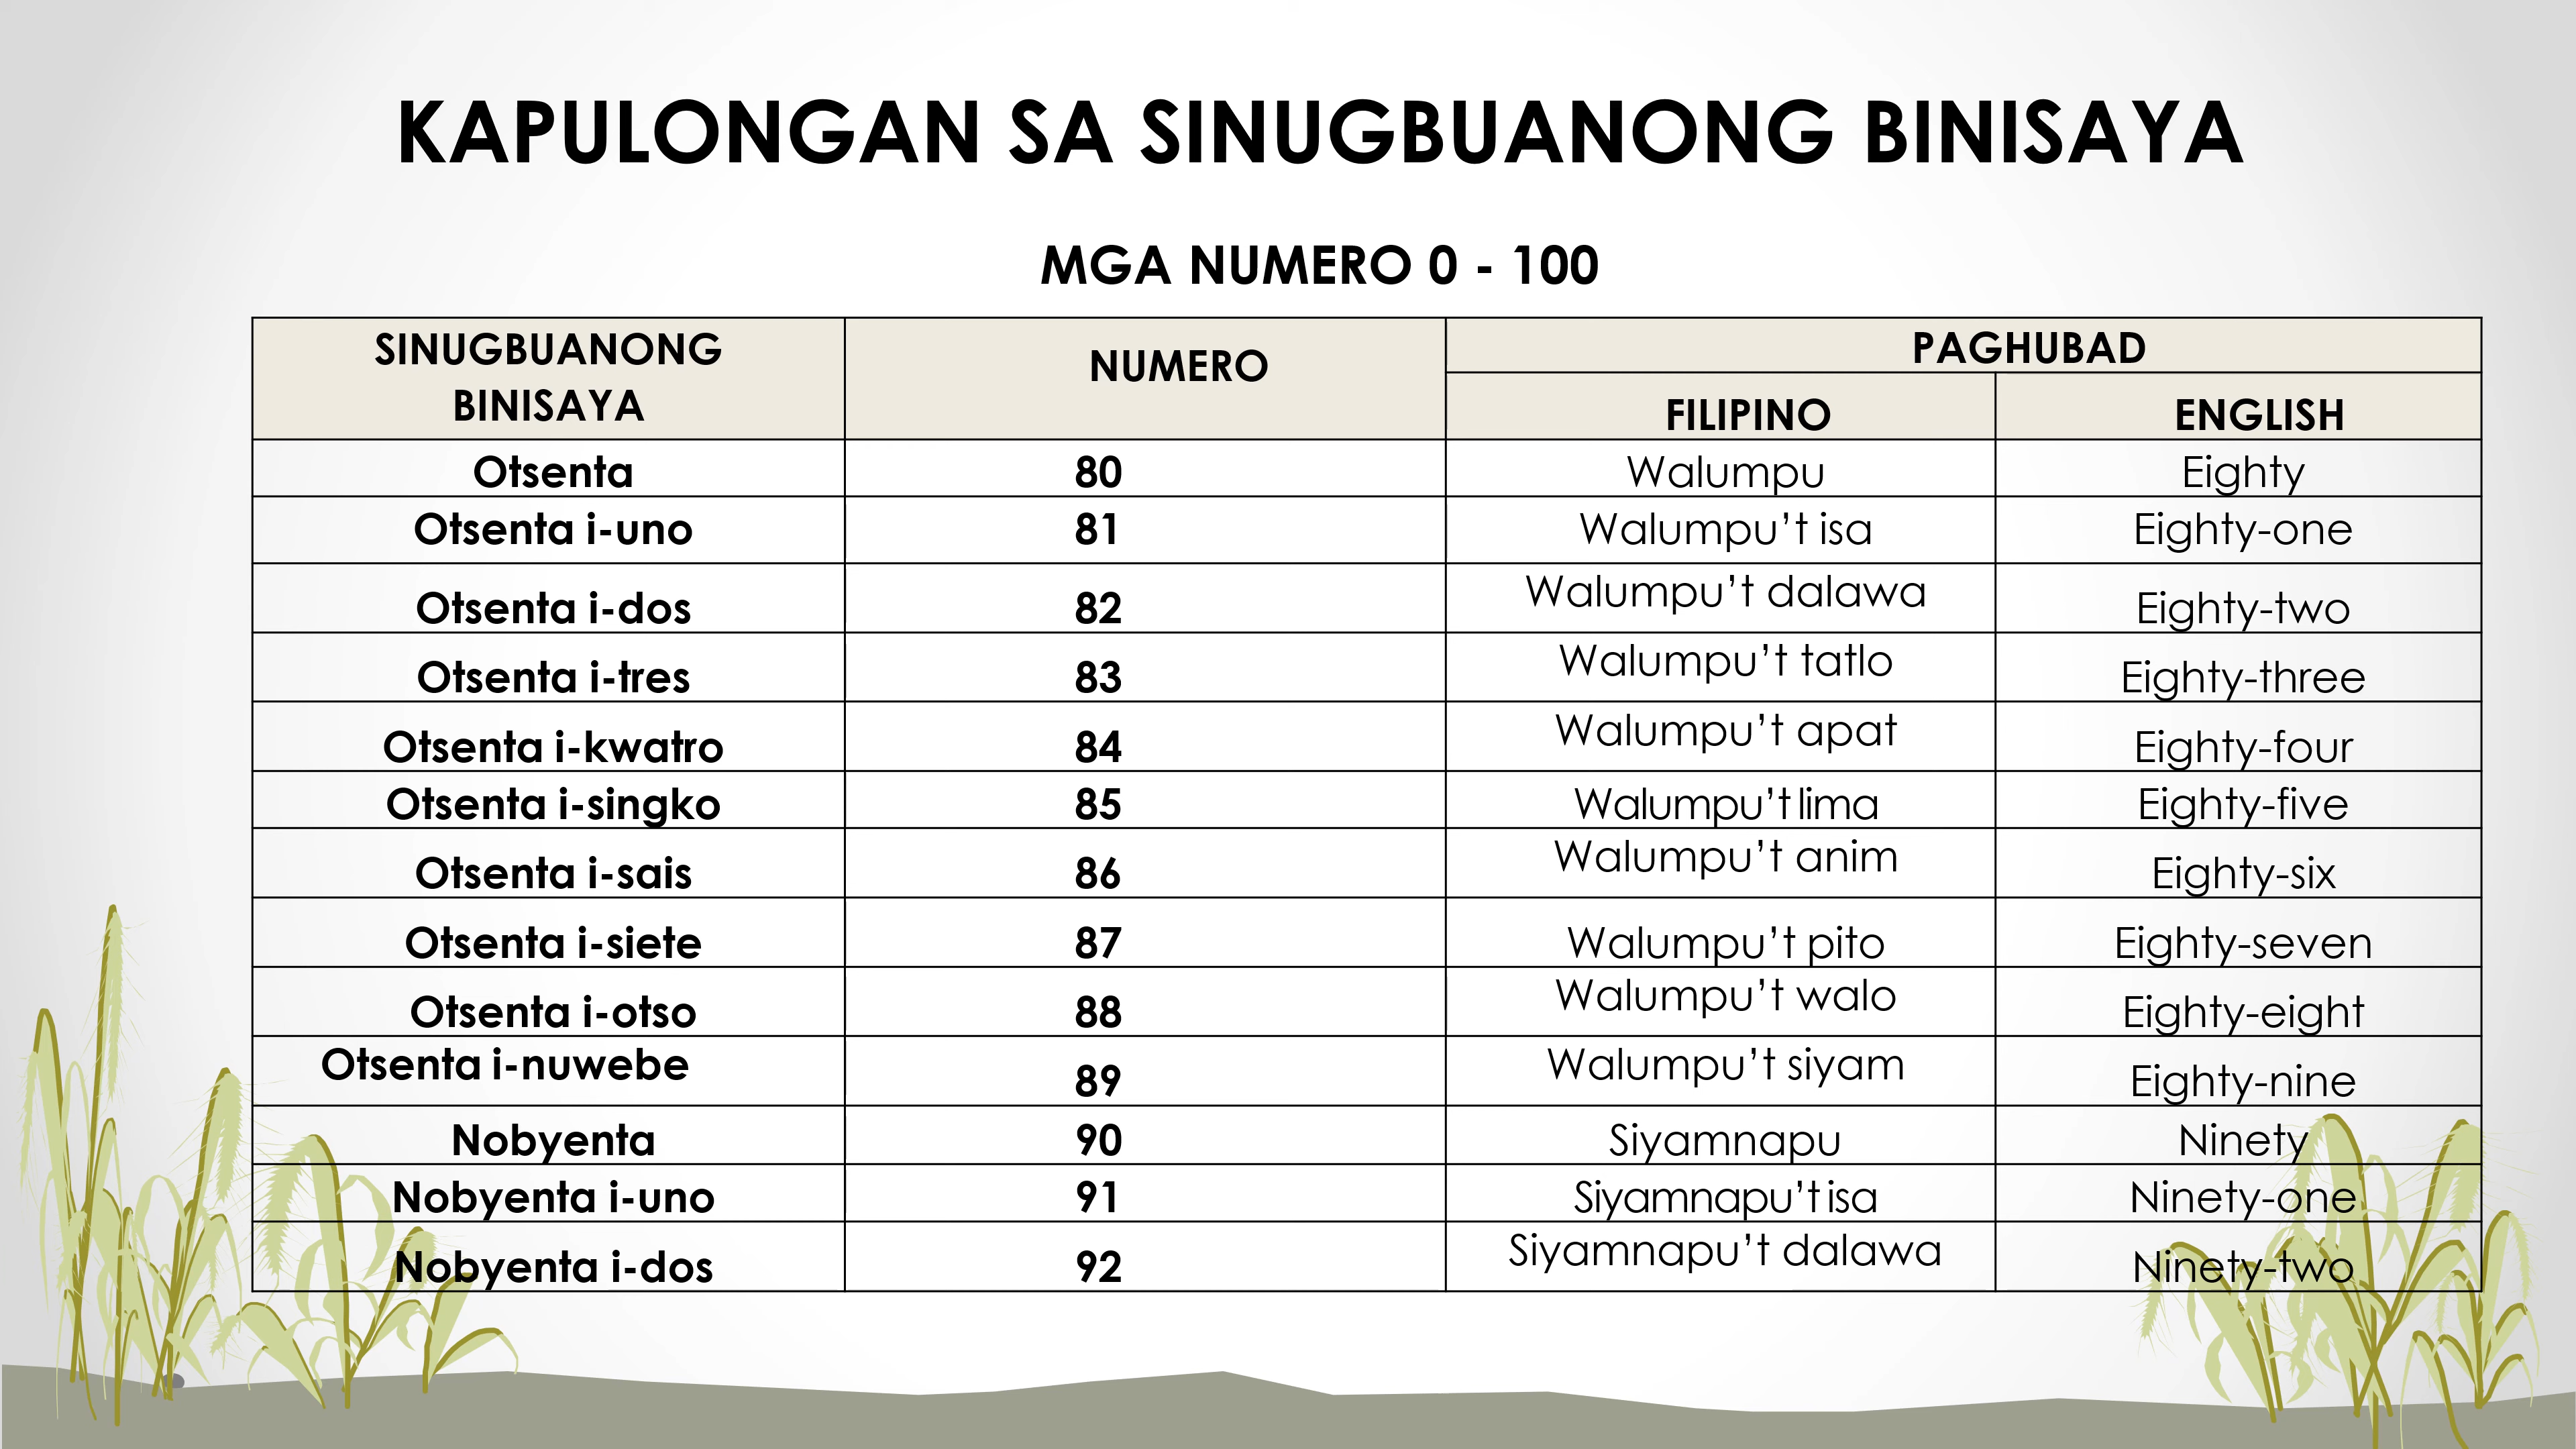 KAPULONGAN SA SINUGBUANONG BINISAYA
MGA NUMERO 0 - 100
SINUGBUANONG BINISAYA NUMERO PAGHUBAD
FILIPINO ENGLISH
Otsenta 80 Walumpu Eighty
Otsenta i-uno 81 Walumpu’t isa Eighty-one
Otsenta i-dos 82 Walumpu’t dalawa Eighty-two
Otsenta i-tres 83 Walumpu’t tatlo Eighty-three
Otsenta i-kwatro 84 Walumpu’t apat Eighty-four
Otsenta i-singko 85 Walumpu’t lima Eighty-five
Otsenta i-sais 86 Walumpu’t anim Eighty-six
Otsenta i-siete 87 Walumpu’t pito Eighty-seven
Otsenta i-otso 88 Walumpu’t walo Eighty-eight
Otsenta i-nuwebe 89 Walumpu’t siyam Eighty-nine
Nobyenta 90 Siyamnapu Ninety
Nobyenta i-uno 91 Siyamnapu’t isa Ninety-one
Nobyenta i-dos 92 Siyamnapu’t dalawa Ninety-two